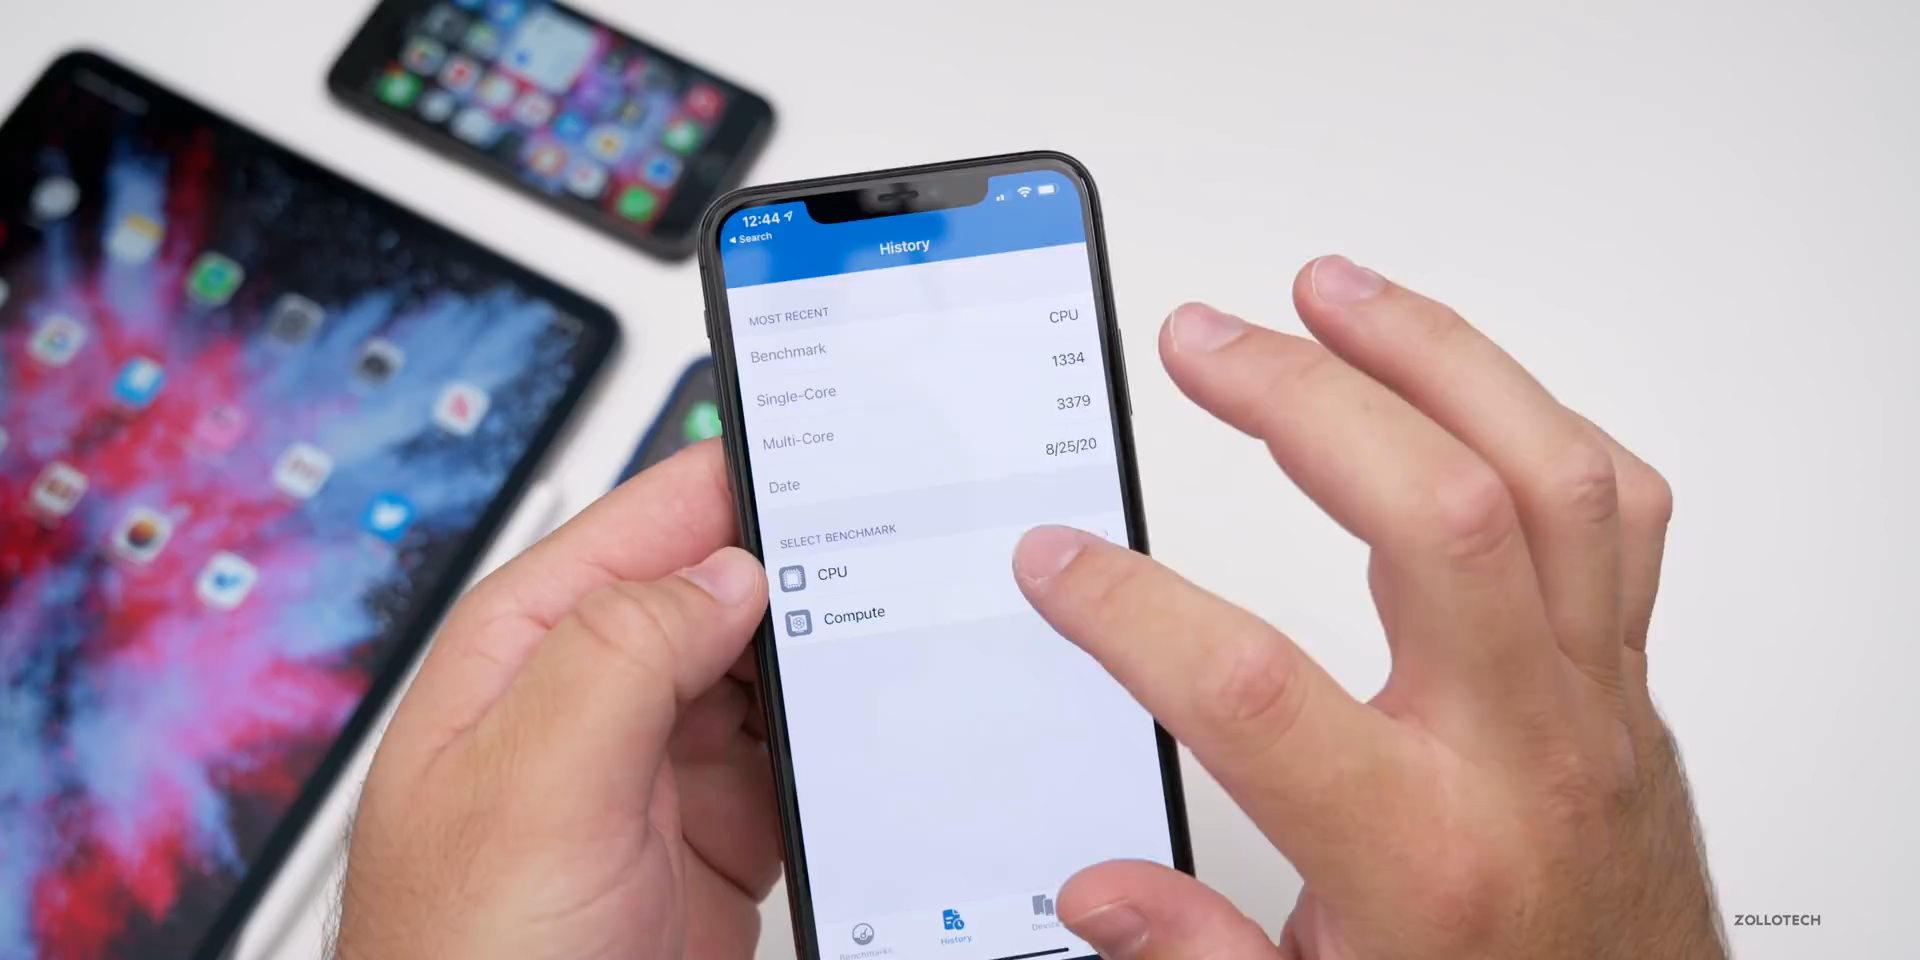 12:44
Search
History
MOST RECENT
Benchmark CPU
Single-Core 1334
Multi-Core 3379
Date 8/25/20
SELECT BENCHMARK
CPU
Compute
Benchmarks
History
ZOLLOTECH